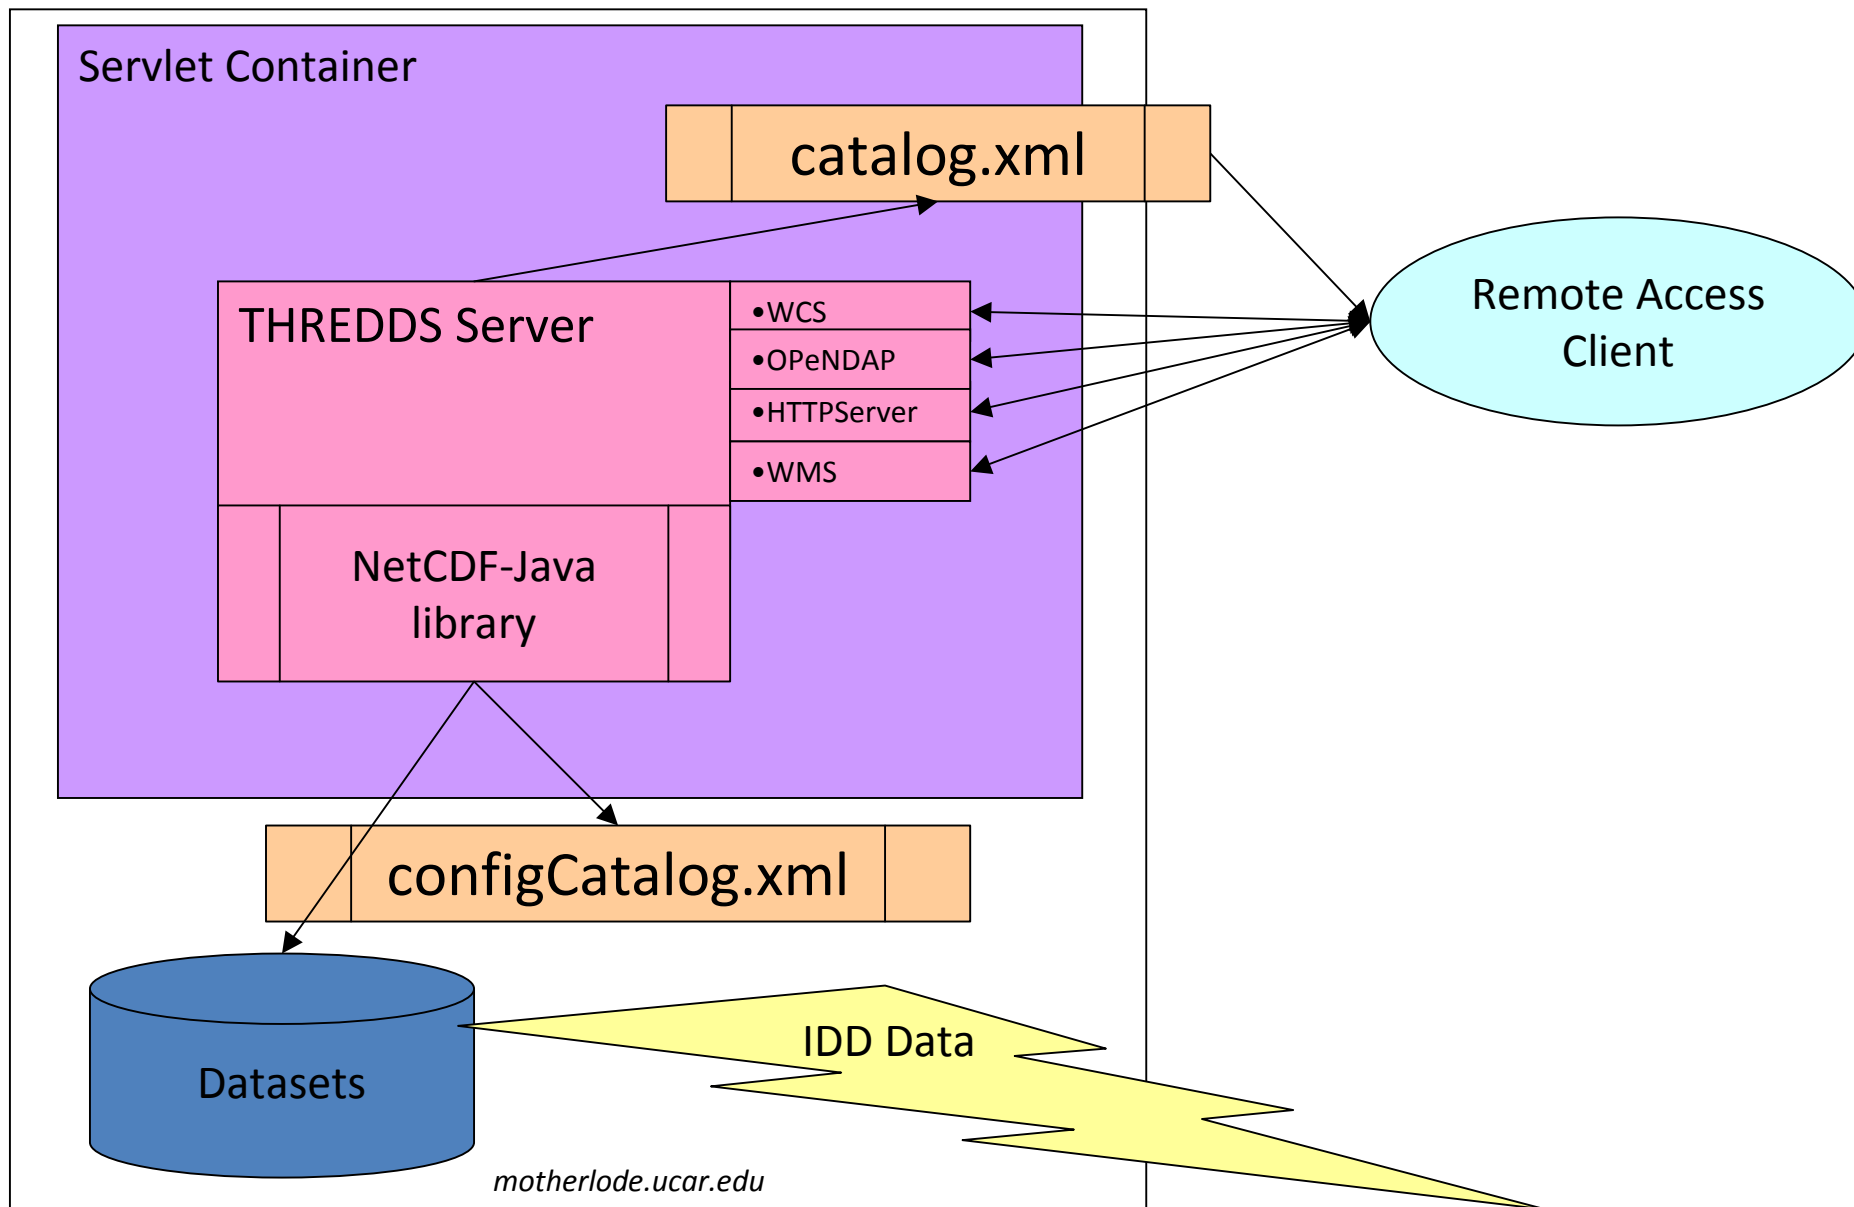 Servlet Container
catalog.xml
THREDDS Server
•WCS
•OPeNDAP
•HTTPServer
•WMS
Remote Access
Client
NetCDF-Java
library
configCatalog.xml
IDD Data
Datasets
motherlode.ucar.edu